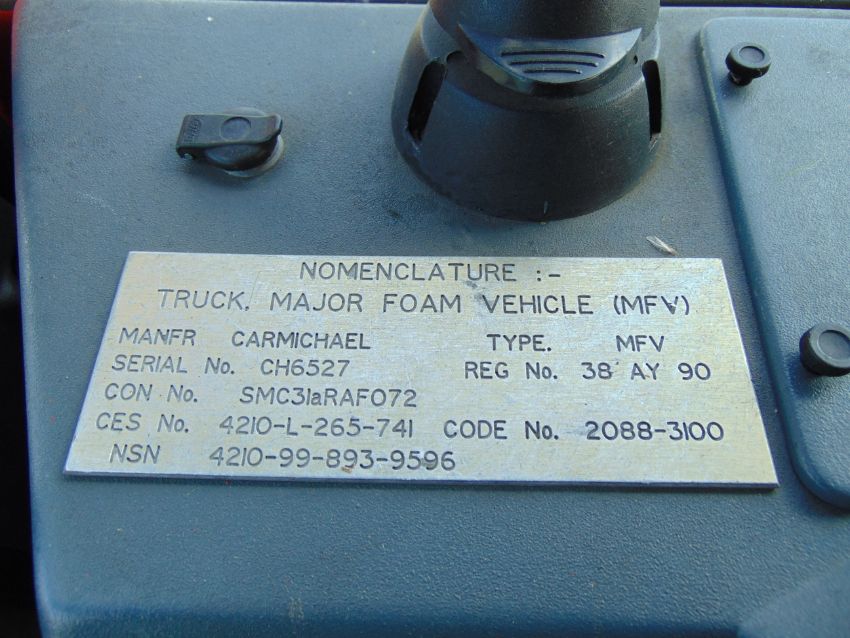 NOMENCLATURE :-
TRUCK. MAJOR FOAM VEHICLE (MFV)
MANFR CARMICHAEL TYPE. MFV
SERIAL No. CH6527 REG No. 38 AY 90
CON No. SMC31aRAF072
CES No. 4210-L-265-741 CODE No. 2088-3100
NSN 4210-99-893-9596